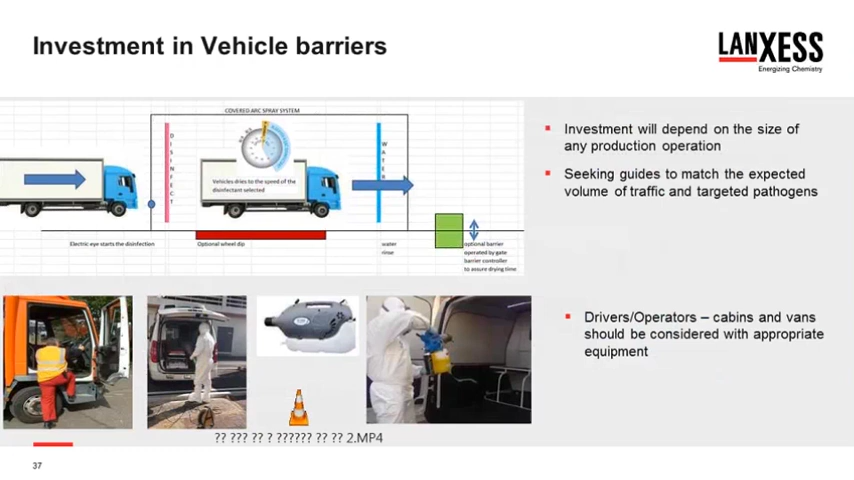 Investment in Vehicle barriers
LANXESS
Energizing Chemistry
COVERED ARC SPRAY SYSTEM
DISINFECT
WATER
Vehicles dries to the speed of the
disinfectant selected
Electric eye starts the disinfection
Optional wheel dip
water
rinse
optional barrier
operated by gate
barrier controller
to assure drying time
Investment will depend on the size of
any production operation
Seeking guides to match the expected
volume of traffic and targeted pathogens
Drivers/Operators – cabins and vans
should be considered with appropriate
equipment
?? ??? ?? ? ?????? ?? ?? 2.MP4
37